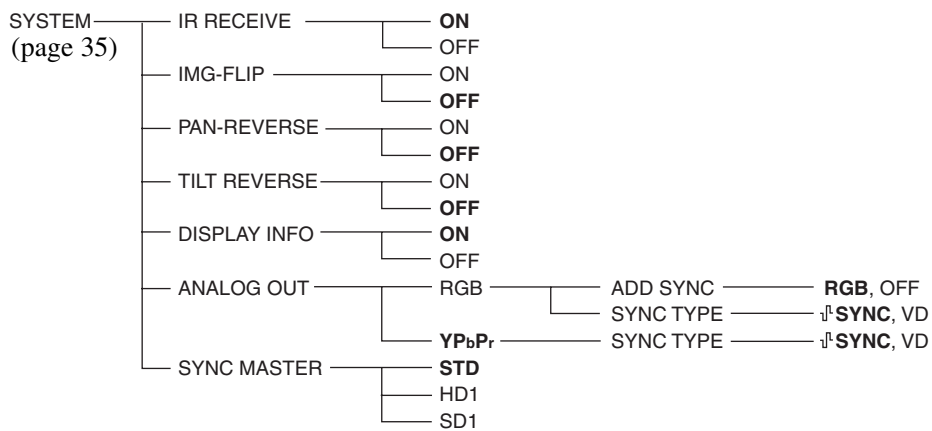 SYSTEM IR RECEIVE ON
(page 35) OFF
IMG-FLIP ON
OFF
PAN-REVERSE ON
OFF
TILT REVERSE ON
OFF
DISPLAY INFO ON
OFF
ANALOG OUT RGB ADD SYNC RGB, OFF
SYNC TYPE SYNC, VD
YPbPr SYNC TYPE SYNC, VD
SYNC MASTER STD
HD1
SD1